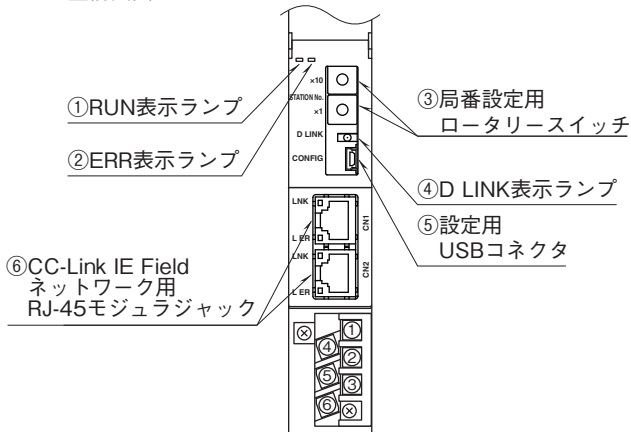 ①RUN表示ランプ
②ERR表示ランプ
×10
STATION No.
×1
D LINK
CONFIG
③局番設定用
ロータリースイッチ
④D LINK表示ランプ
⑤設定用
USBコネクタ
LNK
L ER
CN1
LNK
L ER
CN2
⑥CC-Link IE Field
ネットワーク用
RJ-45モジュラジャック
①
④
②
⑤
③
⑥